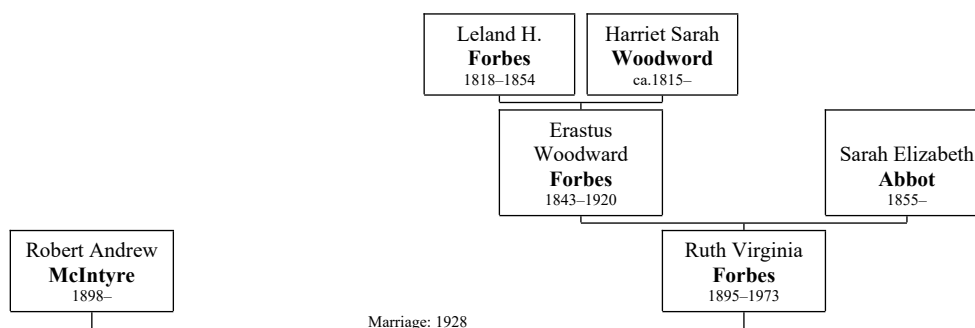 Leland H.
Forbes
1818–1854
Harriet Sarah
Woodword
ca.1815–
Erastus
Woodward
Forbes
1843–1920
Sarah Elizabeth
Abbot
1855–
Robert Andrew
McIntyre
1898–
Ruth Virginia
Forbes
1895–1973
Marriage: 1928